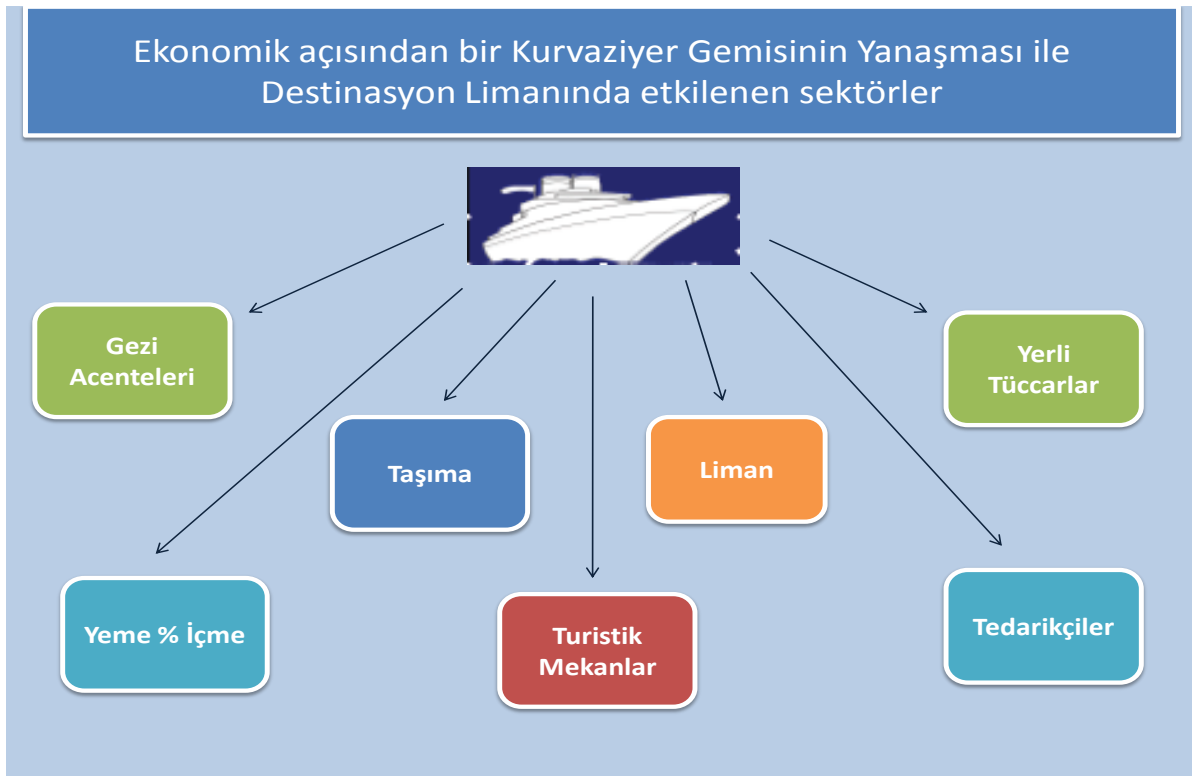 Ekonomik açısından bir Kurvaziyer Gemisinin Yanaşması ile
Destinasyon Limanında etkilenen sektörler
Gezi
Acenteleri
Yerli
Tüccarlar
Taşıma
Liman
Yeme % İçme
Turistik
Mekanlar
Tedarikçiler